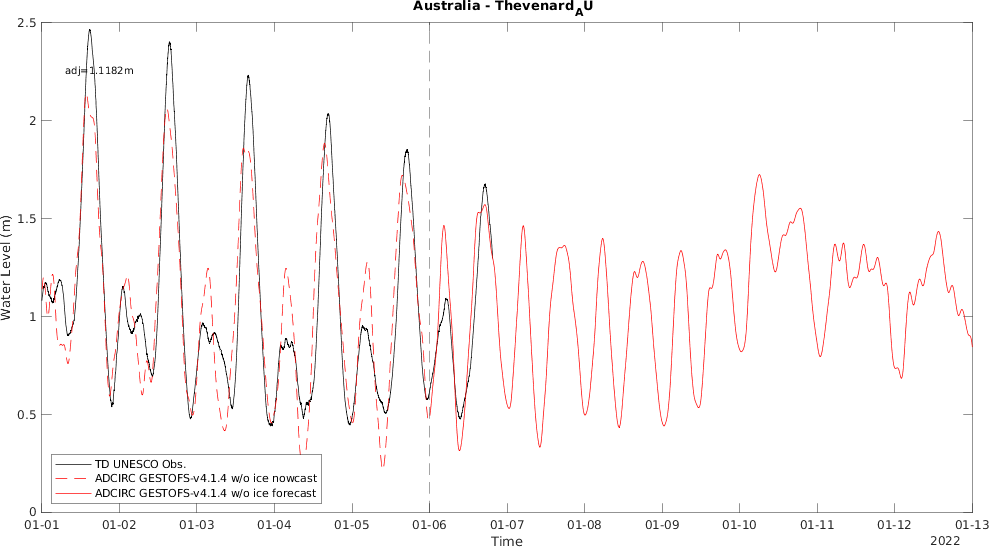 Australia - Thevenard_AU
2.5
adj=1.1182m
2
1.5
1
0.5
0
Water Level (m)
TD UNESCO Obs.
ADCIRC GESTOFS-v4.1.4 w/o ice nowcast
ADCIRC GESTOFS-v4.1.4 w/o ice forecast
01-01 01-02 01-03 01-04 01-05 01-06 01-07 01-08 01-09 01-10 01-11 01-12 01-13
Time
2022